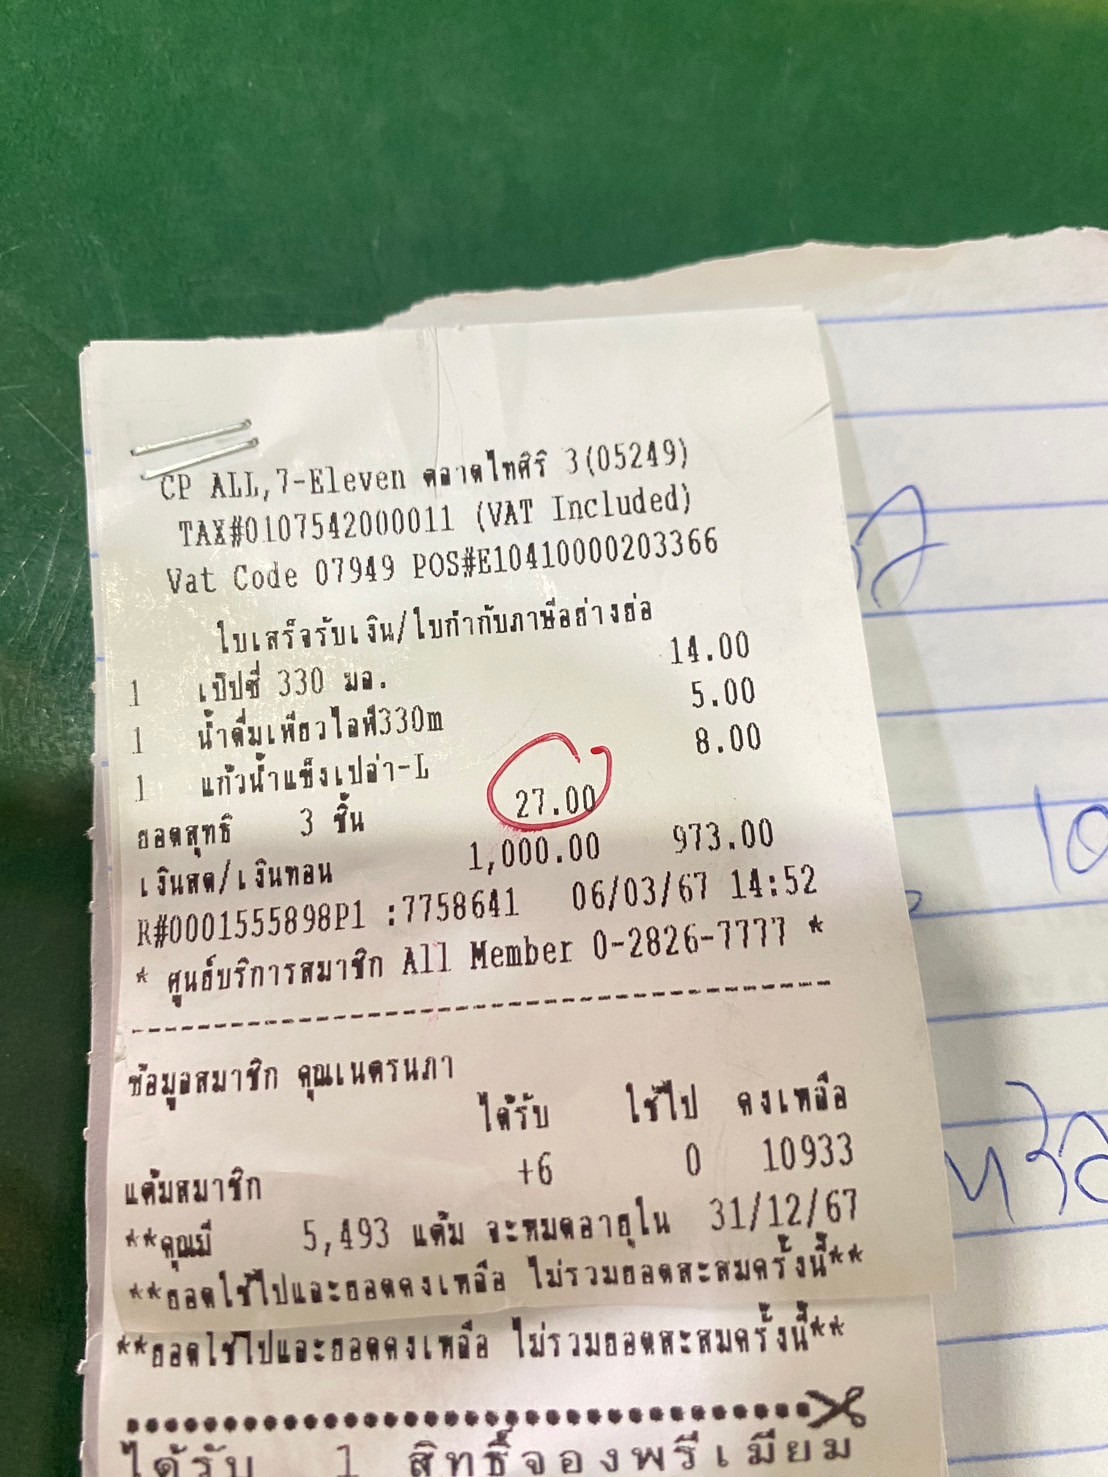 CP ALL,7-Eleven ตลาดไทศิริ 3(05249)
TAX#0107542000011 (VAT Included)
Vat Code 07949 POS#E10410000203366
ใบเสร็จรับเงิน/ใบกำกับภาษีอย่างย่อ
1 เป๊ปซี่ 330 มล. 14.00
1 น้ำดื่มเพียวไลฟ์330m 5.00
1 แก้วน้ำแข็งเปล่า-L 8.00
ยอดสุทธิ 3 ชิ้น 27.00
เงินสด/เงินทอน 1,000.00 973.00
R#0001555898P1 :7758641 06/03/67 14:52
* ศูนย์บริการสมาชิก All Member 0-2826-7777 *
ข้อมูลสมาชิก คุณเนตรนภา
ได้รับ ใช้ไป คงเหลือ
แต้มสมาชิก +6 0 10933
**คุณมี 5,493 แต้ม จะหมดอายุใน 31/12/67
**ยอดใช้ไปและยอดคงเหลือ ไม่รวมยอดสะสมครั้งนี้**
**ยอดใช้ไปและยอดคงเหลือ ไม่รวมยอดสะสมครั้งนี้**
ได้รับ 1 สิทธิ์จองพรีเมียม
10